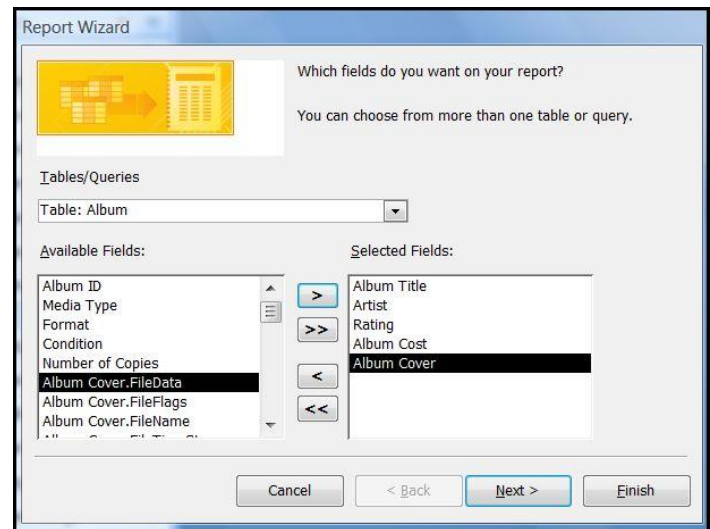 Report Wizard
Which fields do you want on your report?
You can choose from more than one table or query.
Tables/Queries
Table: Album
Available Fields:
Selected Fields:
Album ID
Media Type
Format
Condition
Number of Copies
Album Cover.FileData
Album Cover.FileFlags
Album Cover.FileName
>
>>
<
<<
Album Title
Artist
Rating
Album Cost
Album Cover
Cancel
< Back
Next >
Finish